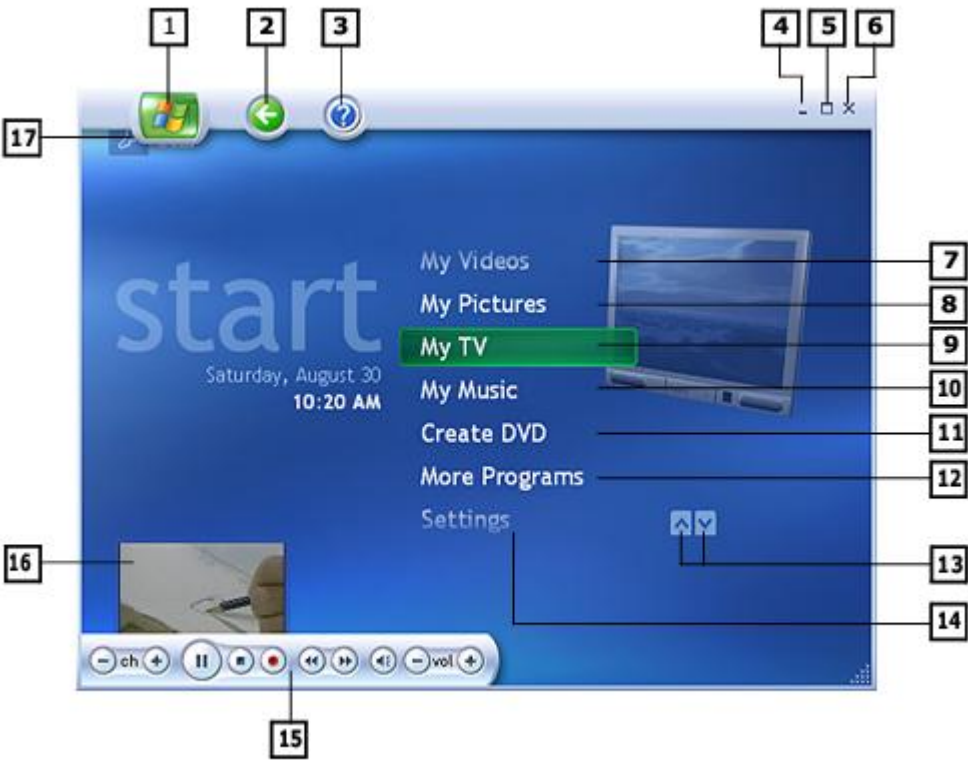 1
2
3
4
5
6
17
My Videos
7
My Pictures
8
start
My TV
9
Saturday, August 30
10:20 AM
My Music
10
Create DVD
11
More Programs
12
Settings
13
14
16
ch
vol
15